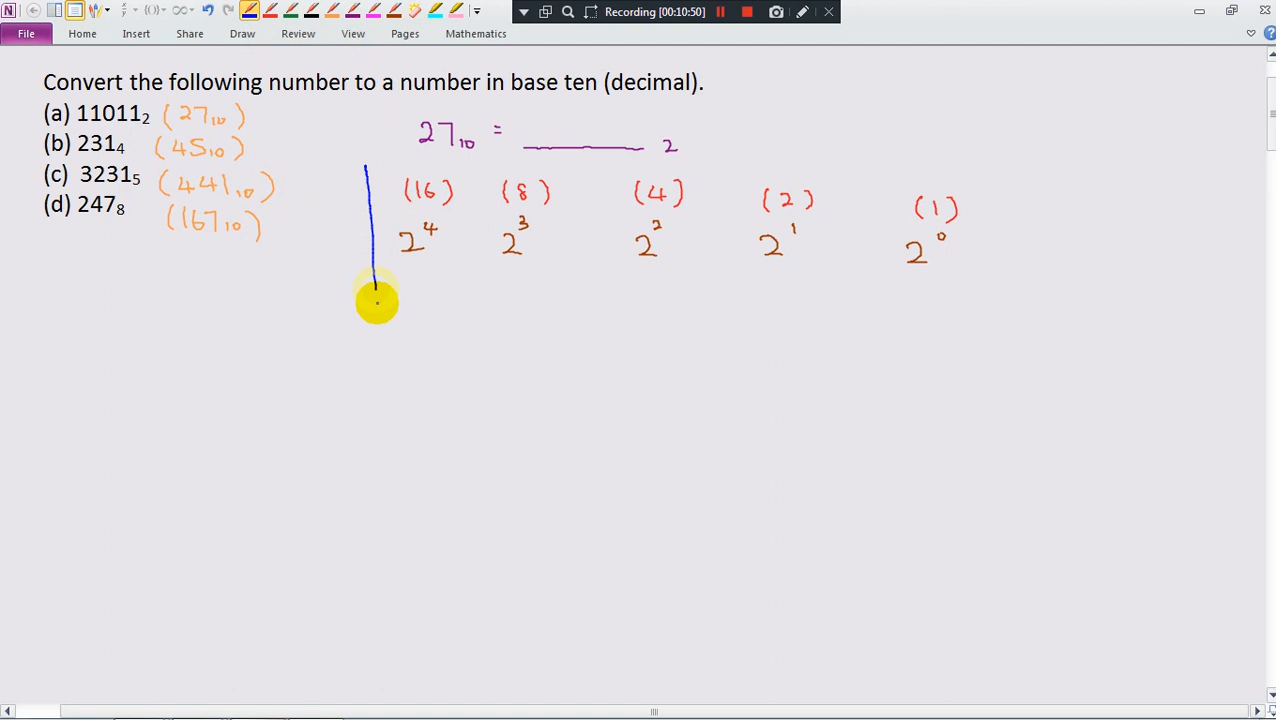 Recording [00:10:50]
File Home Insert Share Draw Review View Pages Mathematics
Convert the following number to a number in base ten (decimal).
(a) 11011₂ (27₁₀)
(b) 231₄ (45₁₀)
(c) 3231₅ (441₁₀)
(d) 247₈ (167₁₀)
27₁₀ = ________ ₂
(16) (8) (4) (2) (1)
2⁴ 2³ 2² 2¹ 2⁰